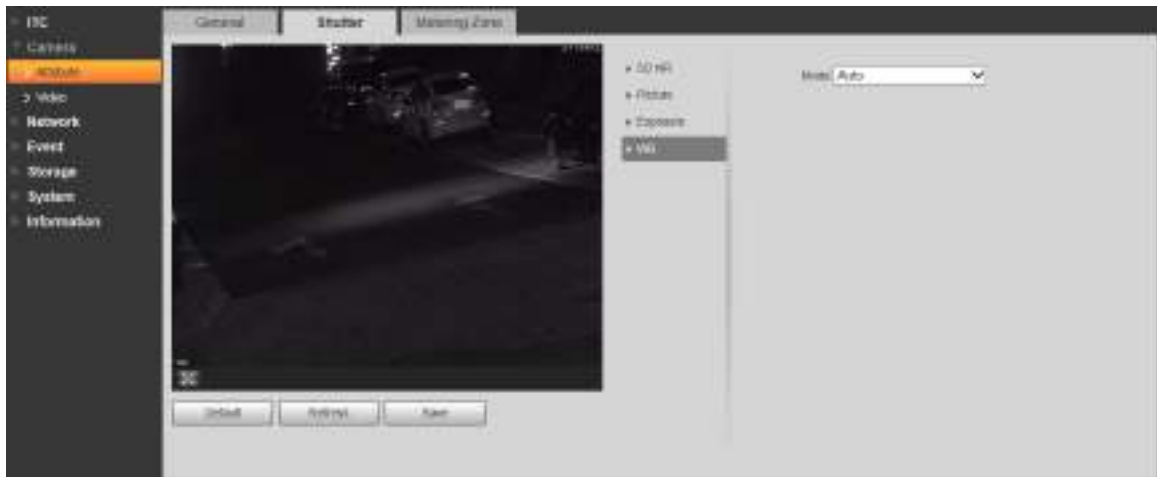 ITC
Camera
Attribute
Video
Network
Event
Storage
System
Information
General
Shutter
Metering Zone
Picture
Exposure
WB
Mode Auto
Default
Refresh
Save